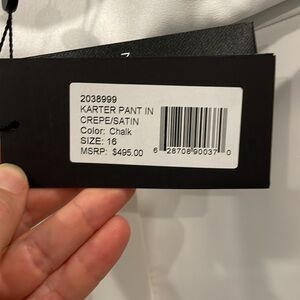 2038999
KARTER PANT IN
CREPE/SATIN
Color: Chalk
SIZE: 16
MSRP: $495.00
6 28708 90037 0